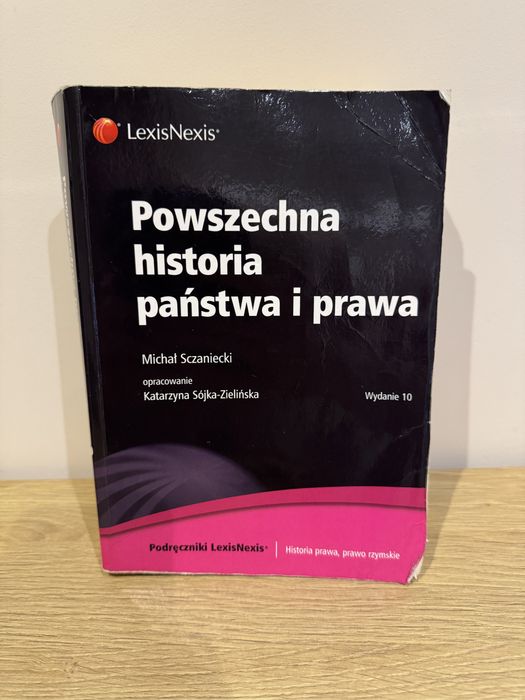 LexisNexis®
Powszechna
historia
państwa i prawa
Michał Sczaniecki
opracowanie
Katarzyna Sójka-Zielińska
Wydanie 10
Podręczniki LexisNexis® | Historia prawa, prawo rzymskie